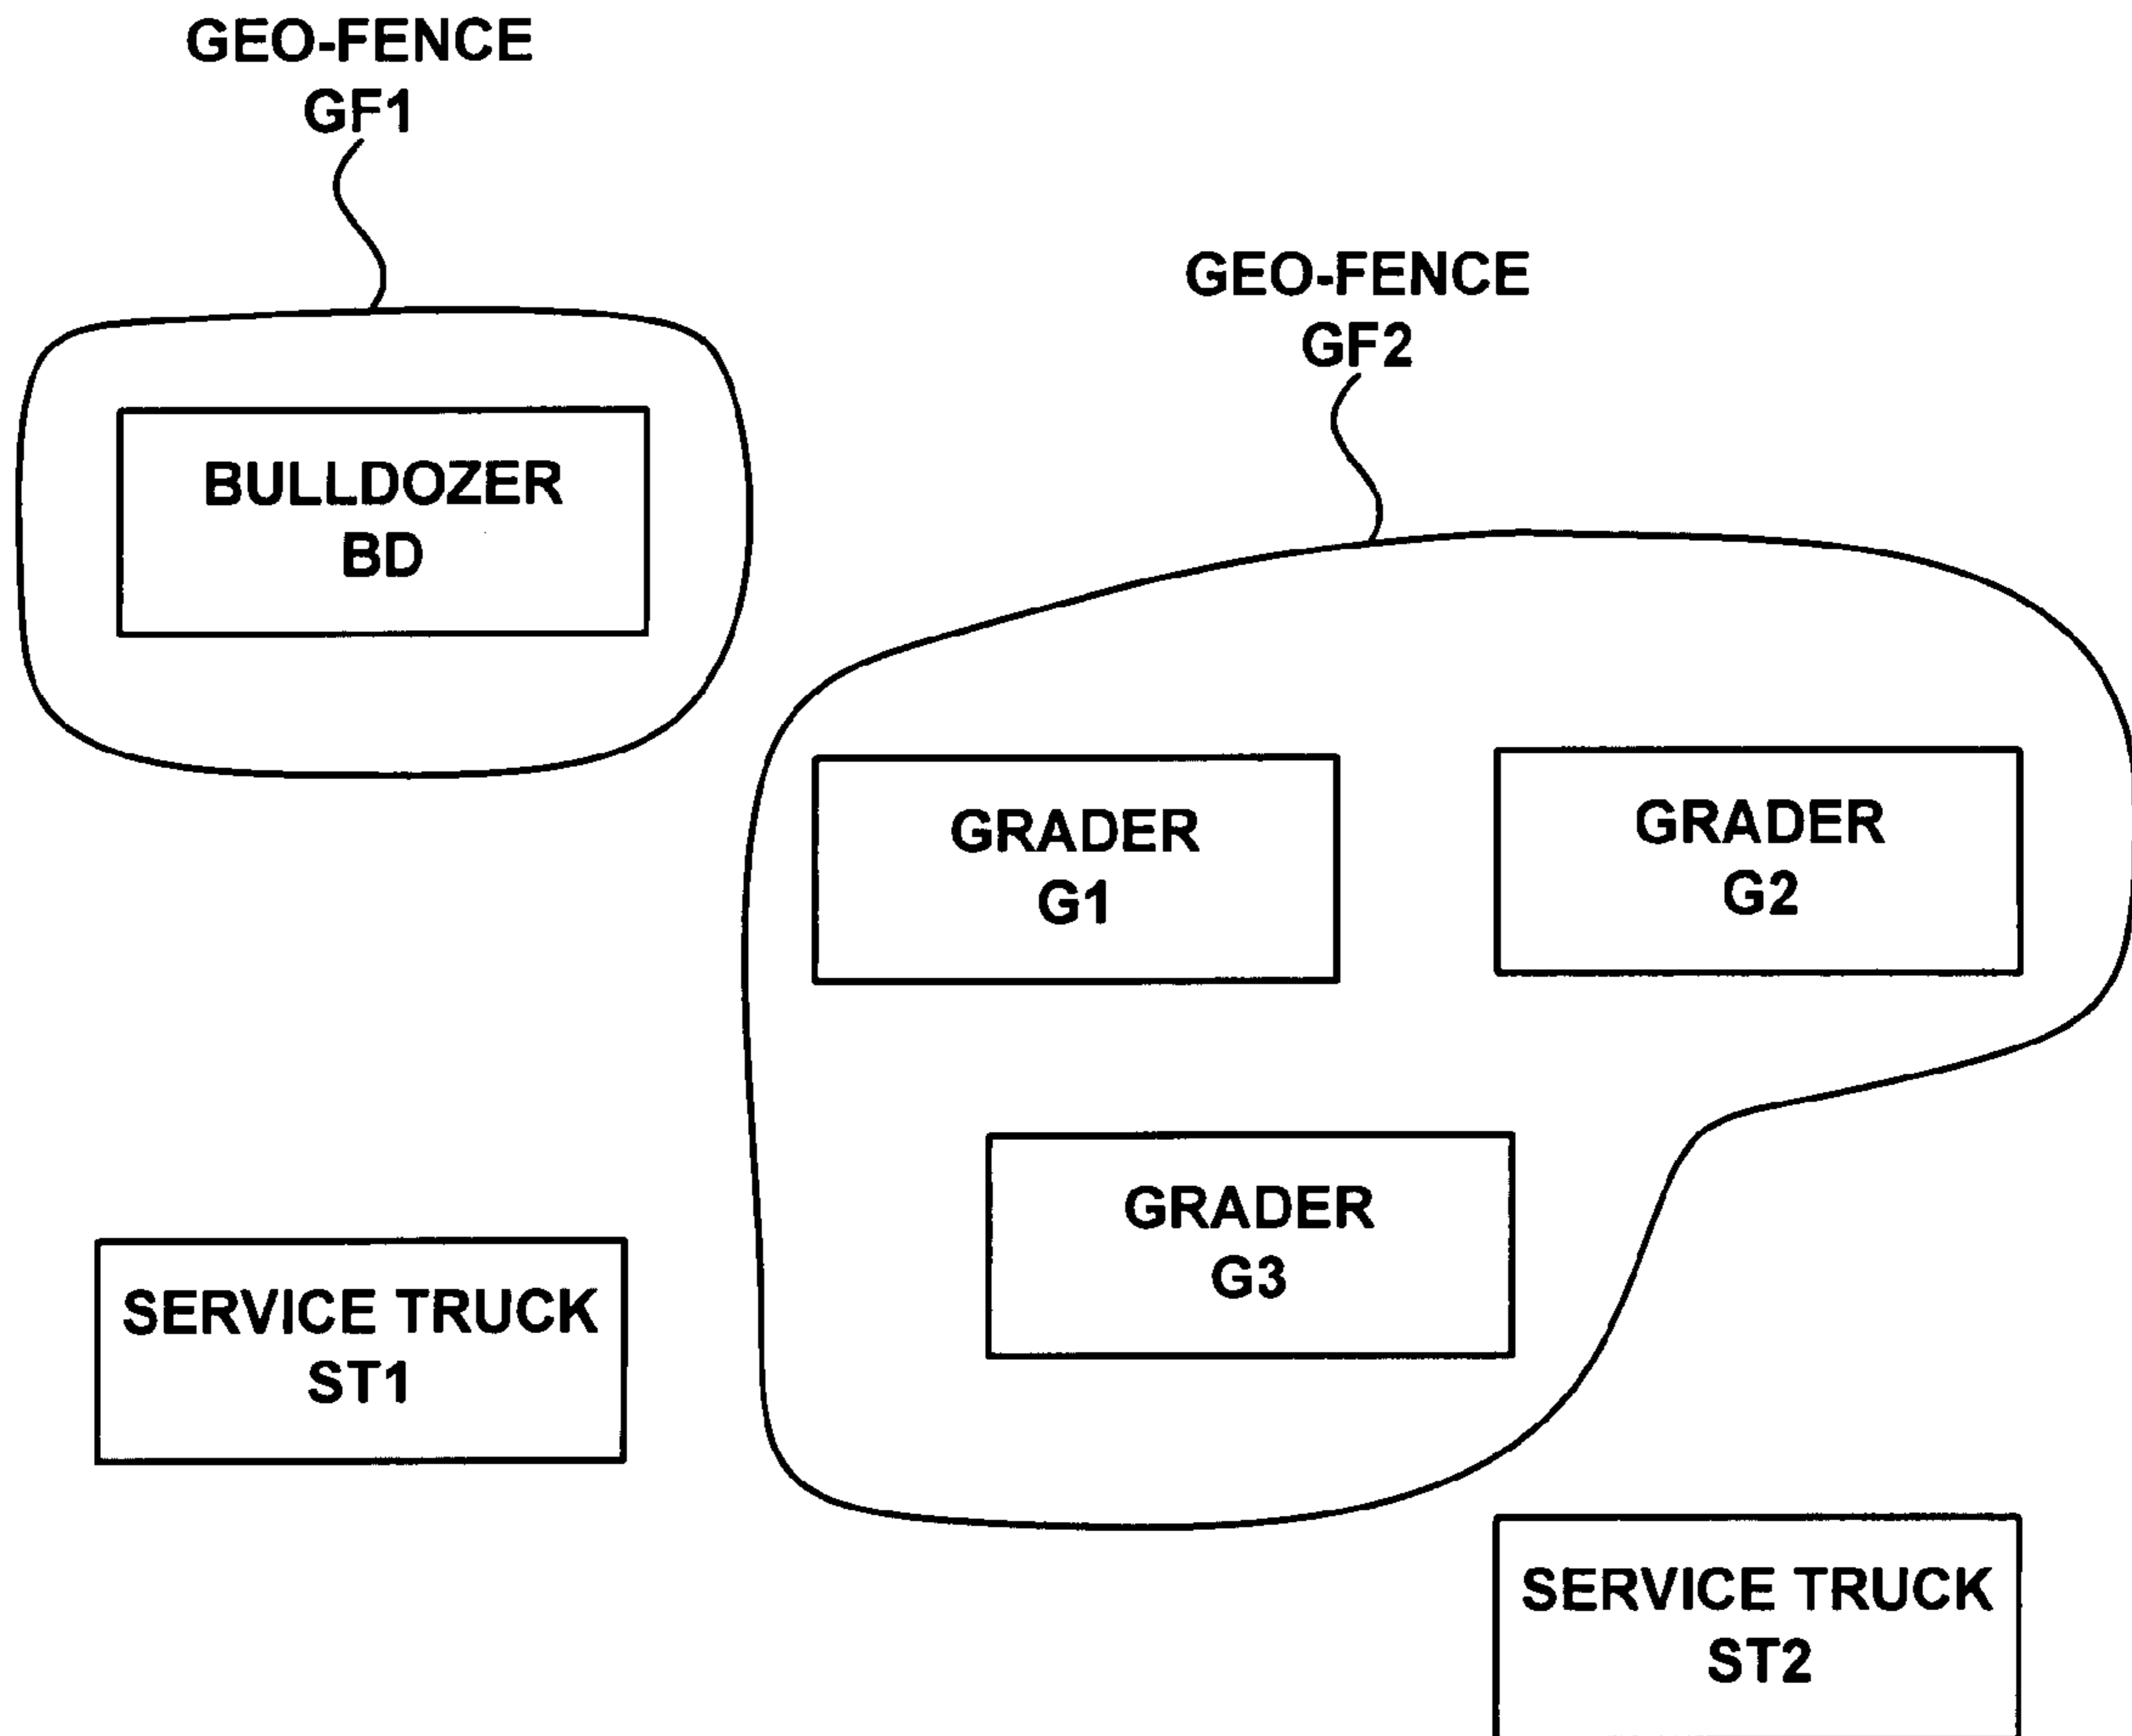 GEO-FENCE
GF1
GEO-FENCE
GF2
BULLDOZER
BD
GRADER
G1
GRADER
G2
GRADER
G3
SERVICE TRUCK
ST1
SERVICE TRUCK
ST2